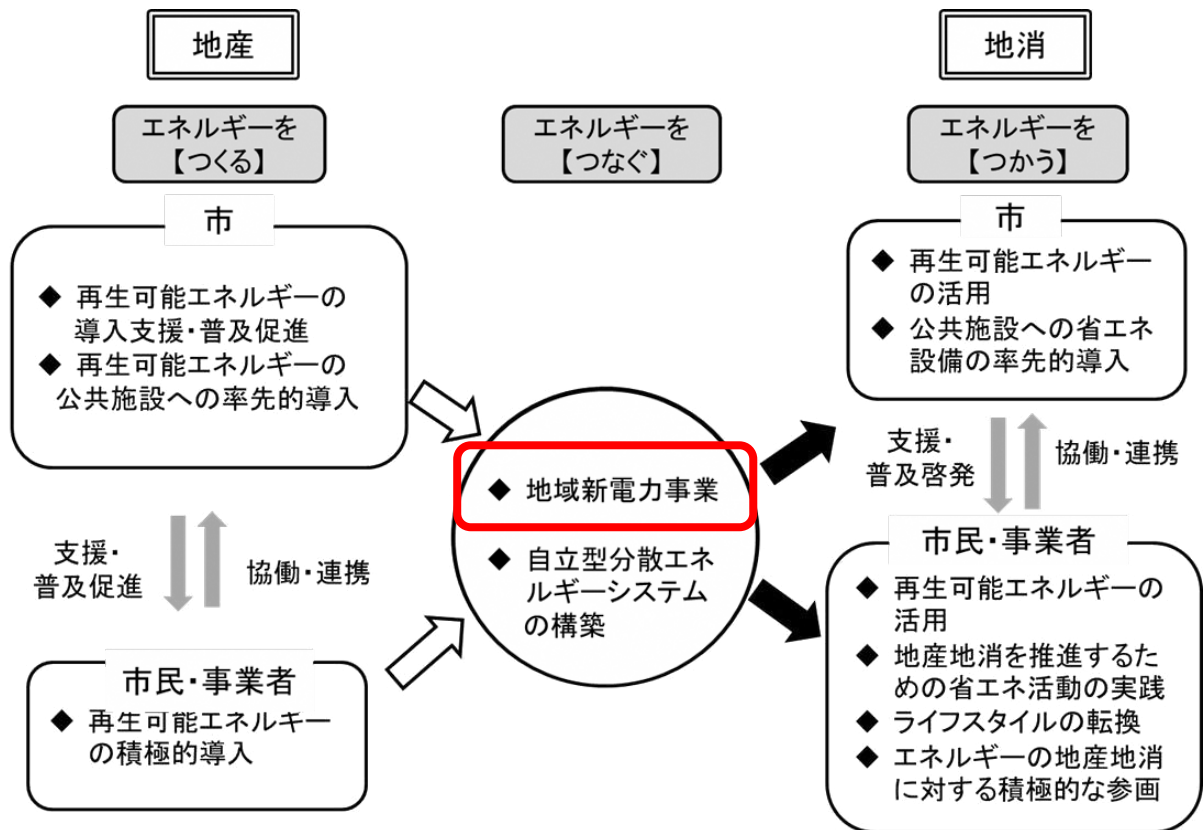 地産
エネルギーを
【つくる】
市
◆ 再生可能エネルギーの
導入支援・普及促進
◆ 再生可能エネルギーの
公共施設への率先的導入
支援・
普及促進
協働・連携
市民・事業者
◆ 再生可能エネルギー
の積極的導入
エネルギーを
【つなぐ】
◆ 地域新電力事業
◆ 自立型分散エネ
ルギーシステム
の構築
地消
エネルギーを
【つかう】
市
◆ 再生可能エネルギー
の活用
◆ 公共施設への省エネ
設備の率先的導入
支援・
普及啓発
協働・連携
市民・事業者
◆ 再生可能エネルギーの
活用
◆ 地産地消を推進するた
めの省エネ活動の実践
◆ ライフスタイルの転換
◆ エネルギーの地産地消
に対する積極的な参画